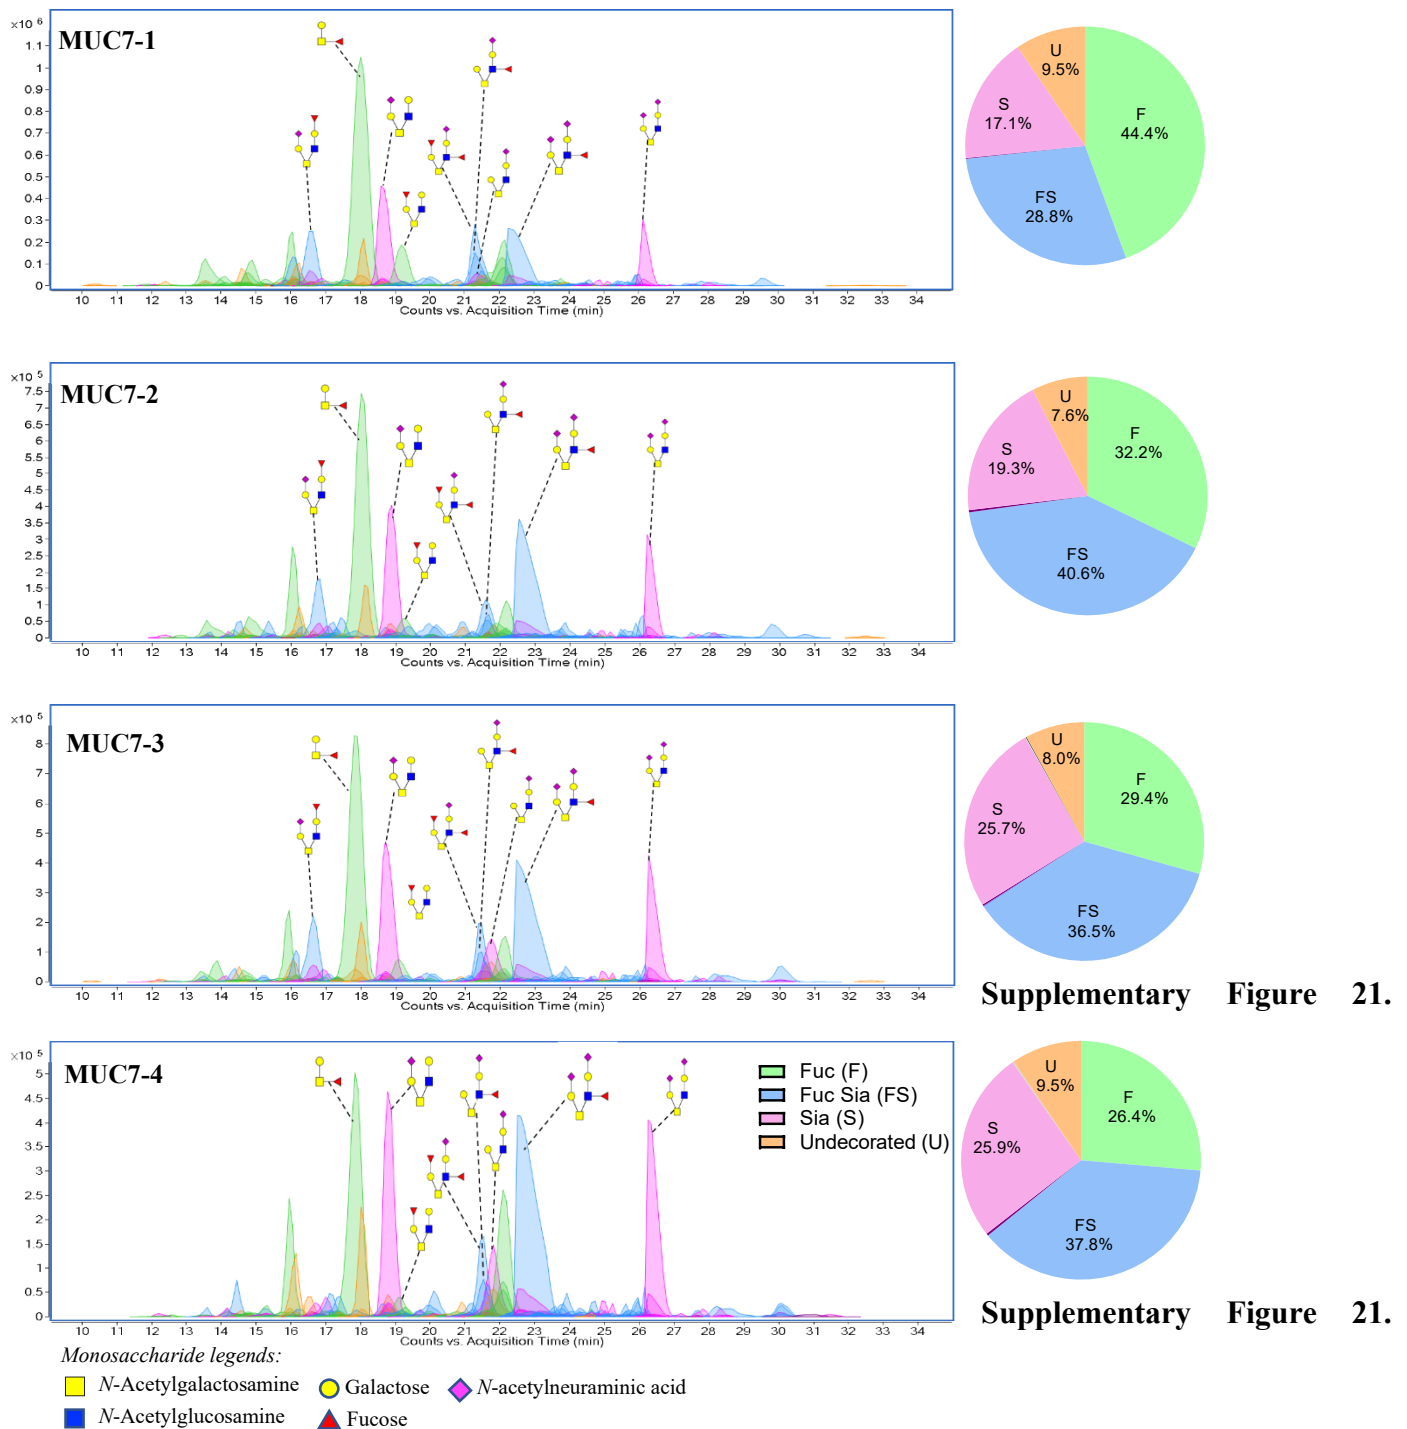 ×10 6
MUC7-1
1.1
1
0.9
0.8
0.7
0.6
0.5
0.4
0.3
0.2
0.1
0
10 11 12 13 14 15 16 17 18 19 20 21 22 23 24 25 26 27 28 29 30 31 32 33 34
Counts vs. Acquisition Time (min)
U
9.5%
F
44.4%
S
17.1%
FS
28.8%
×10 5
MUC7-2
7.5
7
6.5
6
5.5
5
4.5
4
3.5
3
2.5
2
1.5
1
0.5
0
10 11 12 13 14 15 16 17 18 19 20 21 22 23 24 25 26 27 28 29 30 31 32 33 34
Counts vs. Acquisition Time (min)
U
7.6%
F
32.2%
S
19.3%
FS
40.6%
×10 5
MUC7-3
8
7
6
5
4
3
2
1
0
10 11 12 13 14 15 16 17 18 19 20 21 22 23 24 25 26 27 28 29 30 31 32 33 34
Counts vs. Acquisition Time (min)
U
8.0%
F
29.4%
S
25.7%
FS
36.5%
Supplementary Figure 21.
×10 5
MUC7-4
5
4.5
4
3.5
3
2.5
2
1.5
1
0.5
0
10 11 12 13 14 15 16 17 18 19 20 21 22 23 24 25 26 27 28 29 30 31 32 33 34
Counts vs. Acquisition Time (min)
Fuc (F)
Fuc Sia (FS)
Sia (S)
Undecorated (U)
U
9.5%
F
26.4%
S
25.9%
FS
37.8%
Supplementary Figure 21.
Monosaccharide legends:
N-Acetylgalactosamine Galactose N-acetylneuraminic acid
N-Acetylglucosamine Fucose